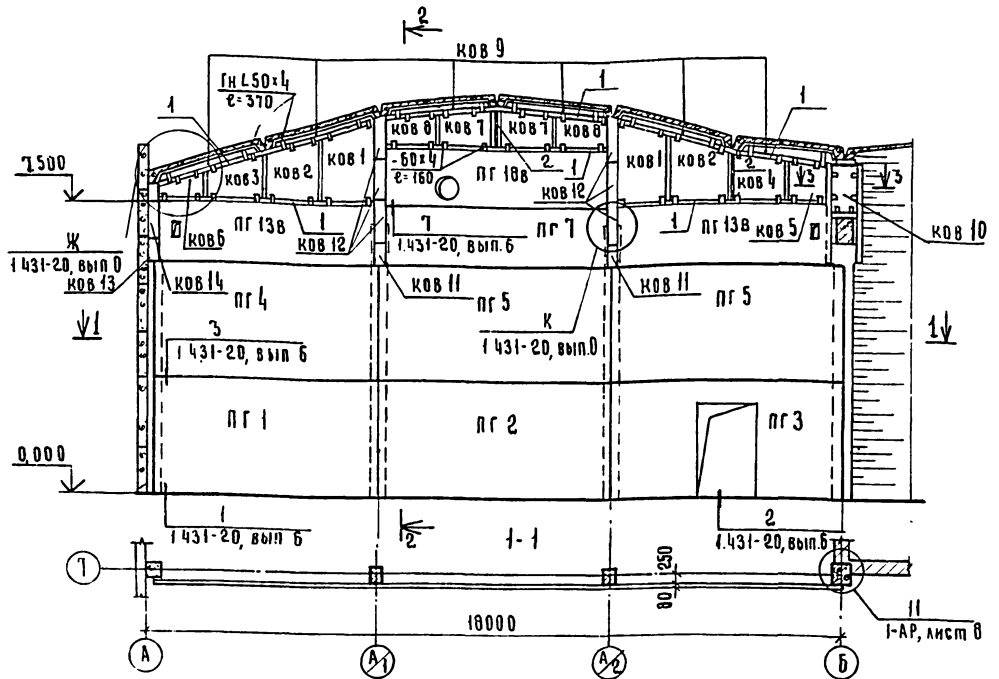 2
ков 9
Гн L50×4
ℓ=370
1
1
1
ков 8
ков 7
ков 7
ков 8
ков 1
ков 2
ков 3
-60×4
ℓ=160
2
1
ПГ 18в
ков 12
ков 1
ков 2
2
ков 4
3
3
7.500
ПГ 13в
1
ков 12
ков 6
7
1.431-20, вып. 6
ПГ 7
1
ПГ 13в
ков 5
ков 10
Ж
1 431-20, вып 0
ков 13
ков 14
ПГ 4
ков 11
ПГ 5
ков 11
ПГ 5
К
1 431-20, вып.0
1
3
1 431-20, вып 6
1
ПГ 1
ПГ 2
ПГ 3
0,000
1
1 431-20, вып 6
2
1-1
2
1.431-20, вып.6
7
250
80
11
1-АР, лист 8
18000
А
А/1
А/2
Б